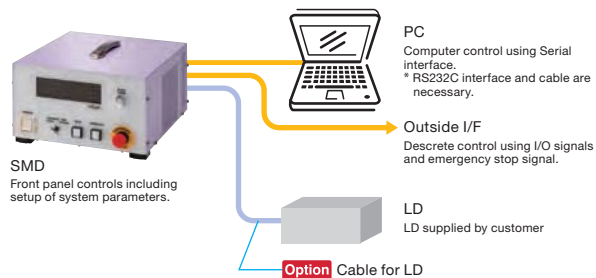 PC
Computer control using Serial
interface.
* RS232C interface and cable are
necessary.
Outside I/F
Descrete control using I/O signals
and emergency stop signal.
SMD
Front panel controls including
setup of system parameters.
LD
LD supplied by customer
Option Cable for LD